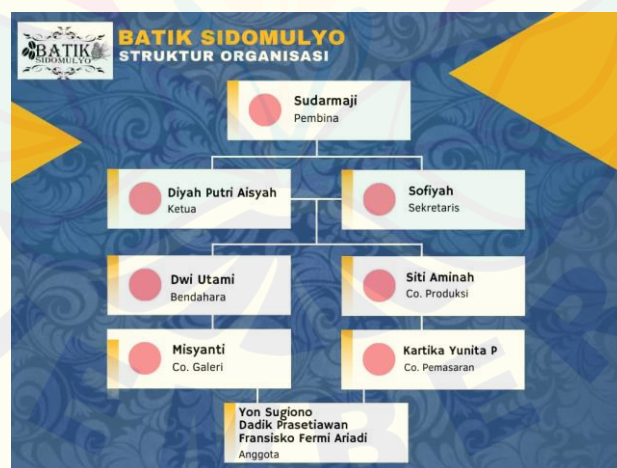 BATIK
SIDOMULYO
BATIK SIDOMULYO
STRUKTUR ORGANISASI
Sudarmaji
Pembina
Diyah Putri Aisyah
Ketua
Sofiyah
Sekretaris
Dwi Utami
Bendahara
Siti Aminah
Co. Produksi
Misyanti
Co. Galeri
Kartika Yunita P
Co. Pemasaran
Yon Sugiono
Dadik Prasetiawan
Fransisko Fermi Ariadi
Anggota